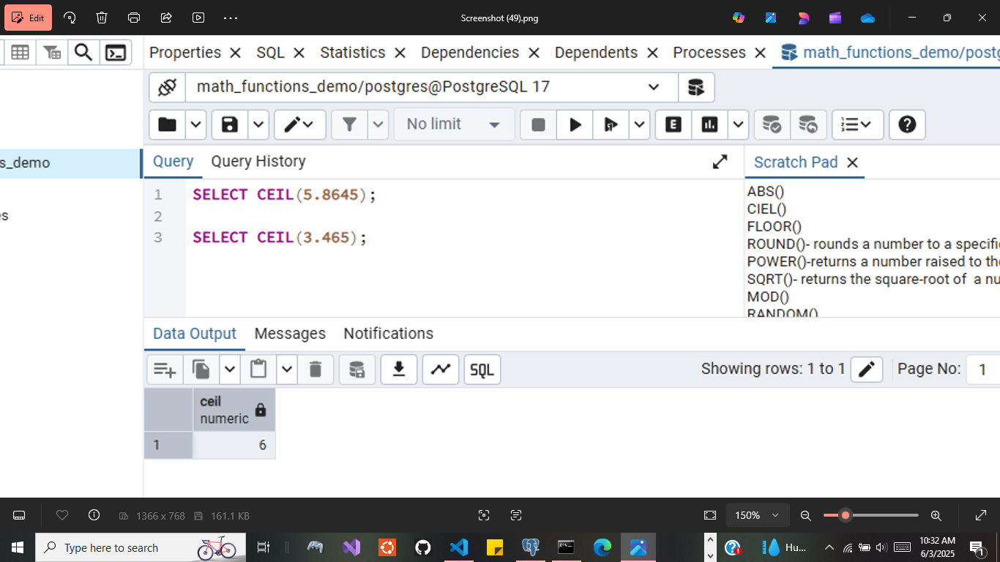 Edit
Screenshot (49).png
Properties SQL Statistics Dependencies Dependents Processes math_functions_demo/postg
math_functions_demo/postgres@PostgreSQL 17
No limit
E
s_demo
Query Query History
Scratch Pad
1 SELECT CEIL(5.8645);
2
3 SELECT CEIL(3.465);
es
ABS()
CIEL()
FLOOR()
ROUND()- rounds a number to a specifi
POWER()-returns a number raised to the
SQRT()- returns the square-root of a nu
MOD()
RANDOM()
Data Output Messages Notifications
SQL
Showing rows: 1 to 1
Page No: 1
ceil
numeric
1 6
1366 x 768 161.1 KB
150%
Type here to search
Hu...
10:32 AM
6/3/2025
1